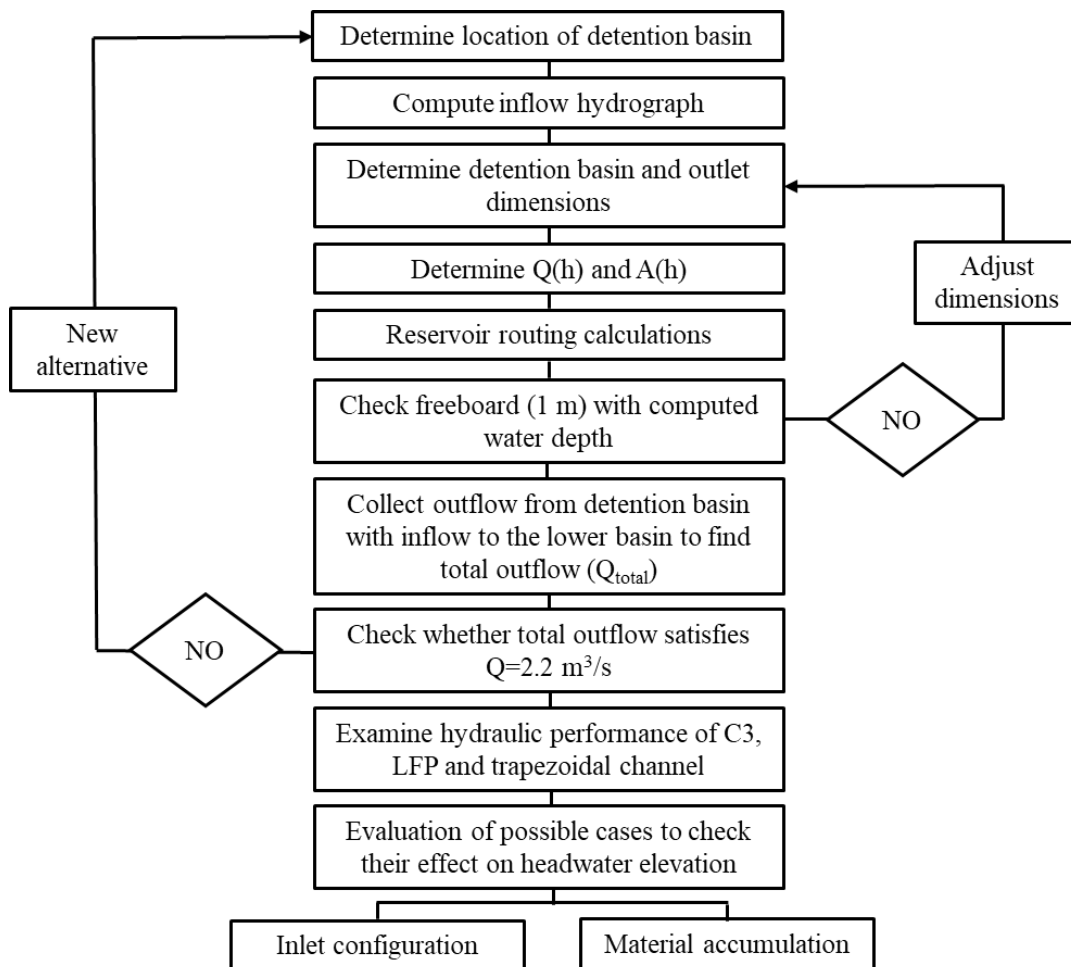 Determine location of detention basin
Compute inflow hydrograph
Determine detention basin and outlet
dimensions
Determine Q(h) and A(h)
Adjust
dimensions
New
alternative
Reservoir routing calculations
Check freeboard (1 m) with computed
water depth
NO
Collect outflow from detention basin
with inflow to the lower basin to find
total outflow (Qtotal)
Check whether total outflow satisfies
Q=2.2 m³/s
NO
Examine hydraulic performance of C3,
LFP and trapezoidal channel
Evaluation of possible cases to check
their effect on headwater elevation
Inlet configuration
Material accumulation